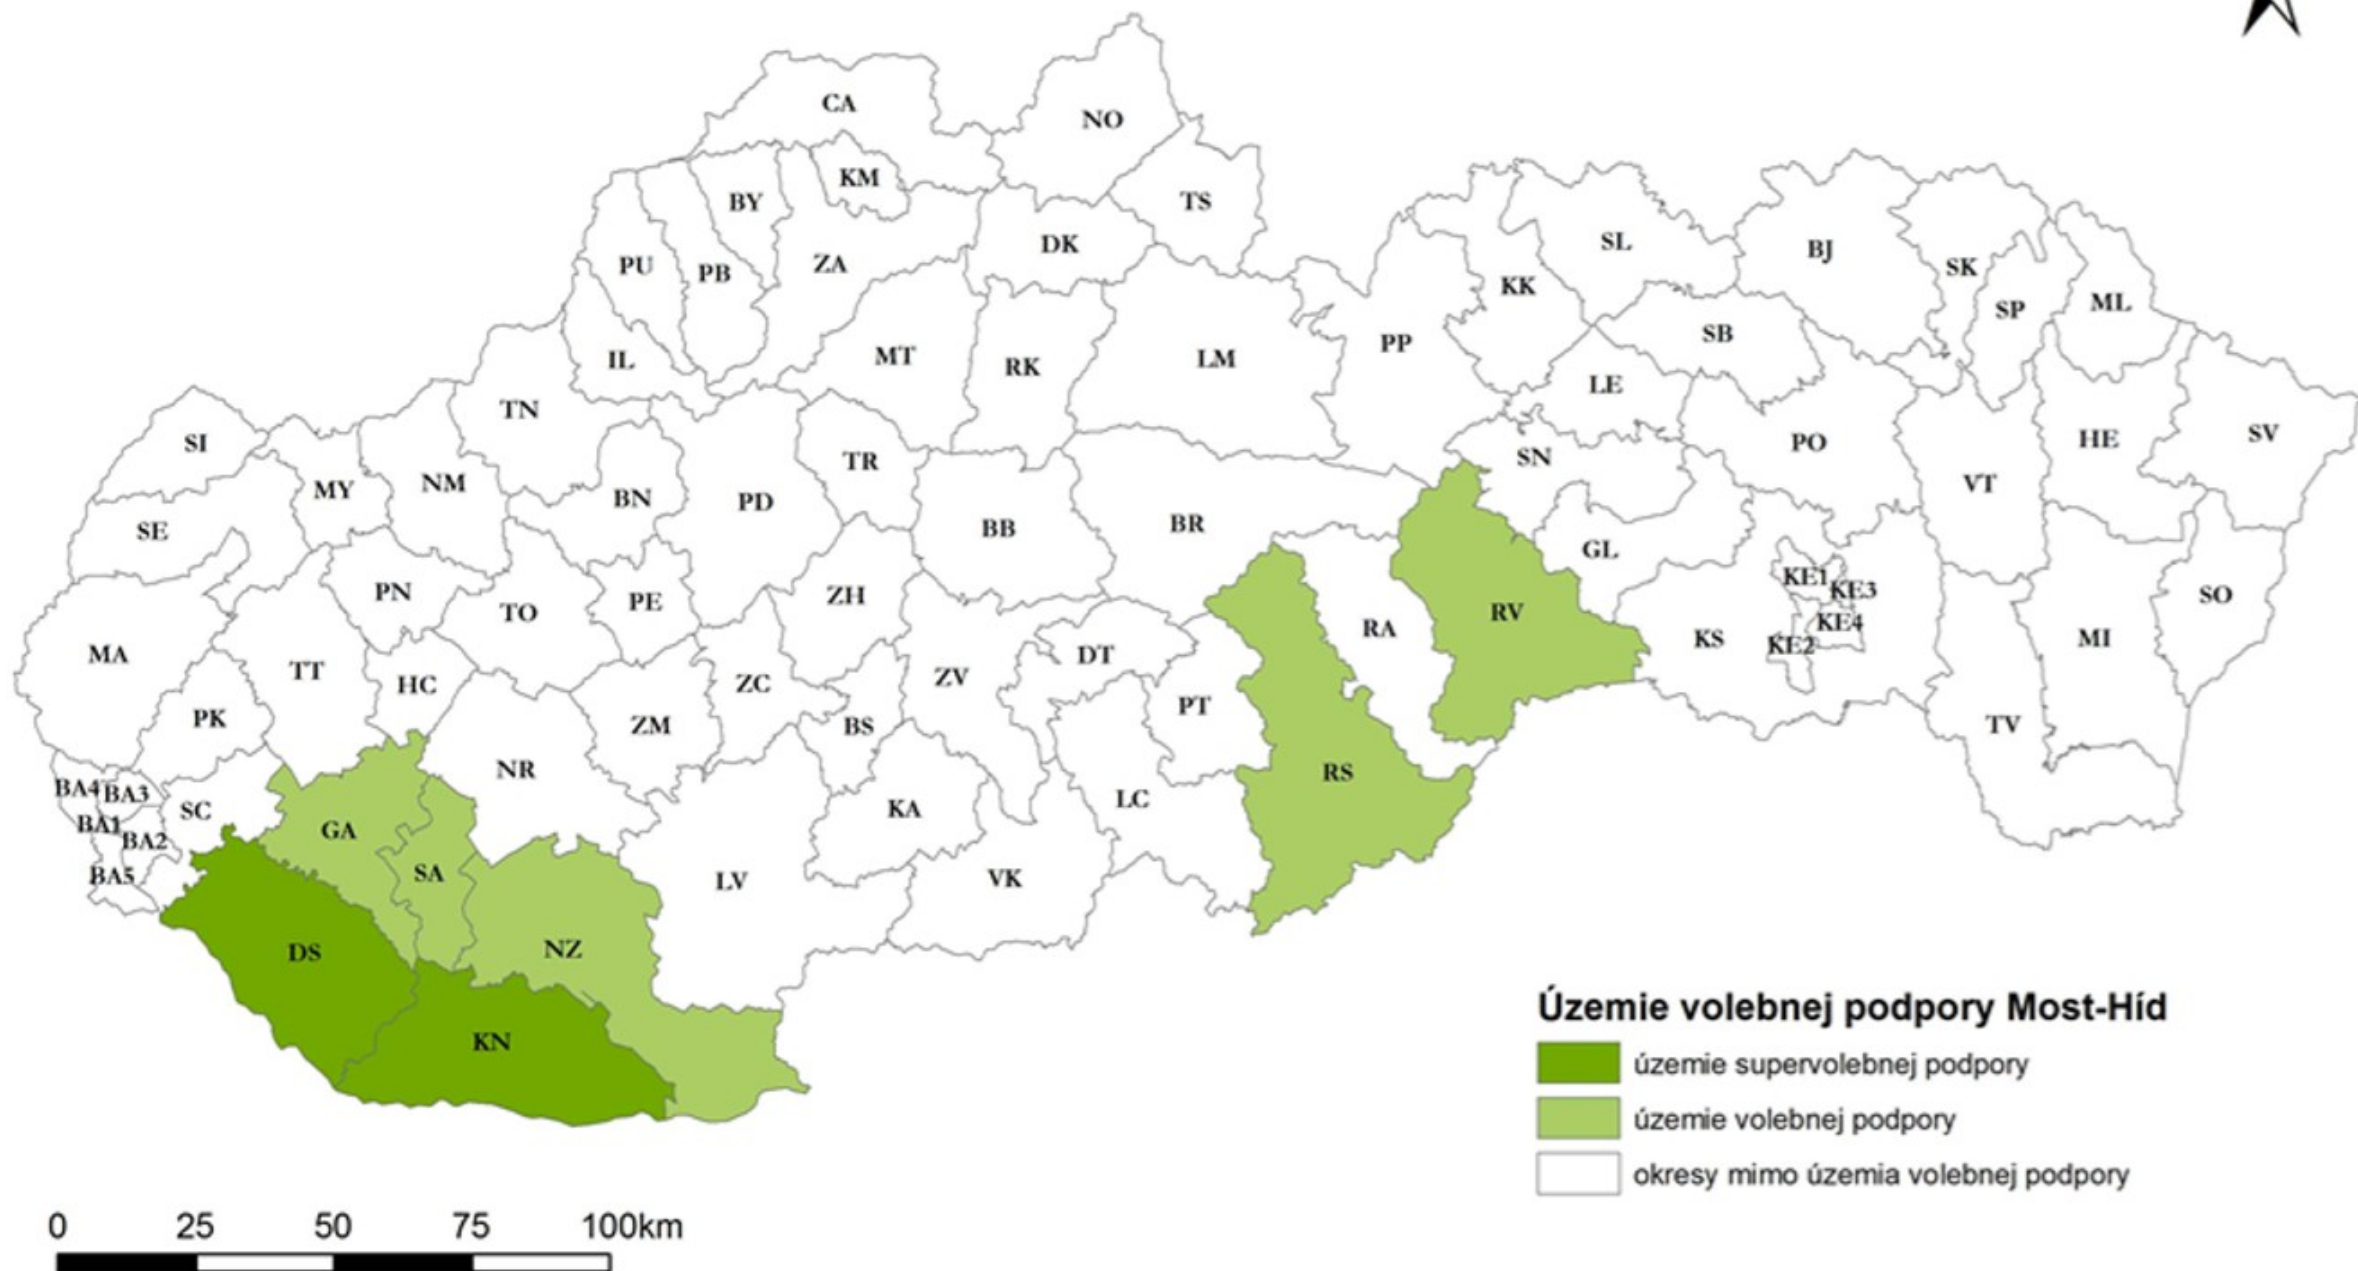 CA
NO
KM
BY
TS
DK
SL
BJ
PU
PB
ZA
SK
KK
SP
ML
SB
PP
IL
MT
RK
LM
LE
TN
SI
SN
PO
HE
SV
TR
MY
NM
BN
PD
VT
SE
BB
BR
GL
PN
TO
PE
ZH
KE1
KE3
SO
RV
KE4
RA
KS
KE2
MI
MA
TT
HC
ZC
ZV
DT
PT
PK
ZM
BS
TV
NR
RS
BA4
BA3
SC
KA
LC
BA1
GA
BA2
BA5
SA
LV
VK
DS
NZ
KN
Územie volebnej podpory Most-Híd
územie supervolebnej podpory
územie volebnej podpory
okresy mimo územia volebnej podpory
0 25 50 75 100km